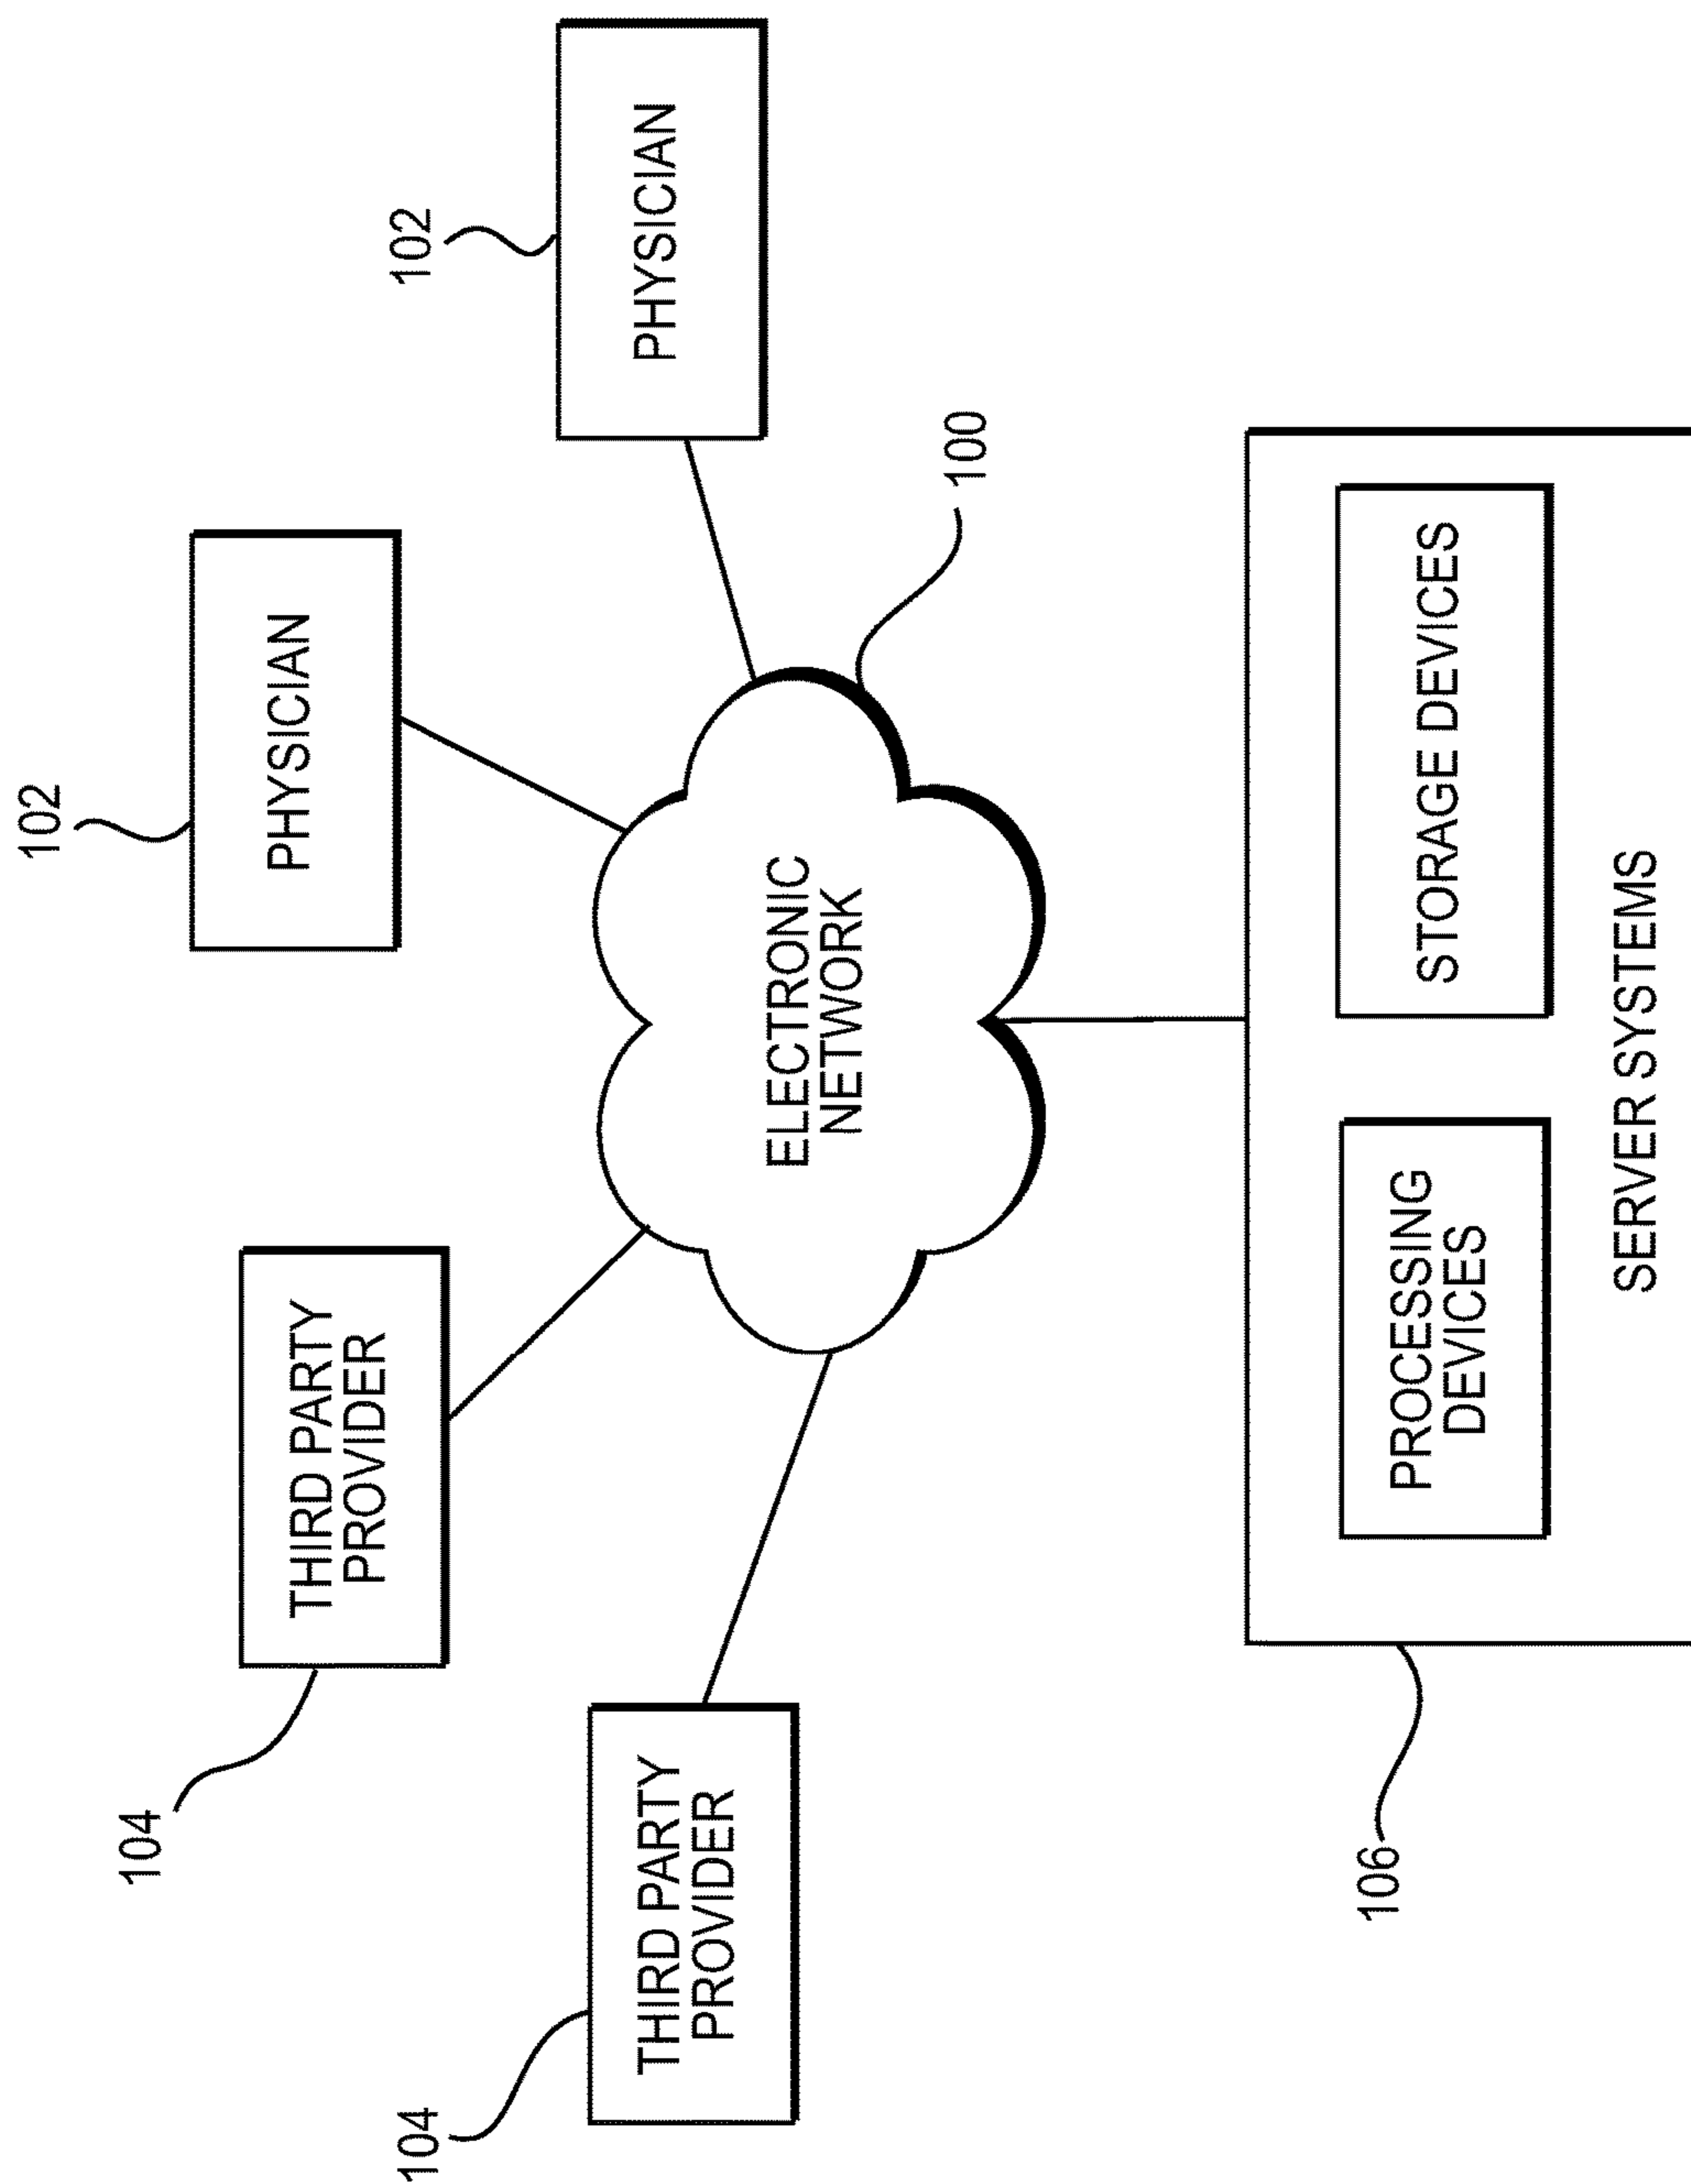 102
PHYSICIAN
102
PHYSICIAN
104
THIRD PARTY
PROVIDER
104
THIRD PARTY
PROVIDER
100
ELECTRONIC
NETWORK
106
PROCESSING
DEVICES
STORAGE DEVICES
SERVER SYSTEMS